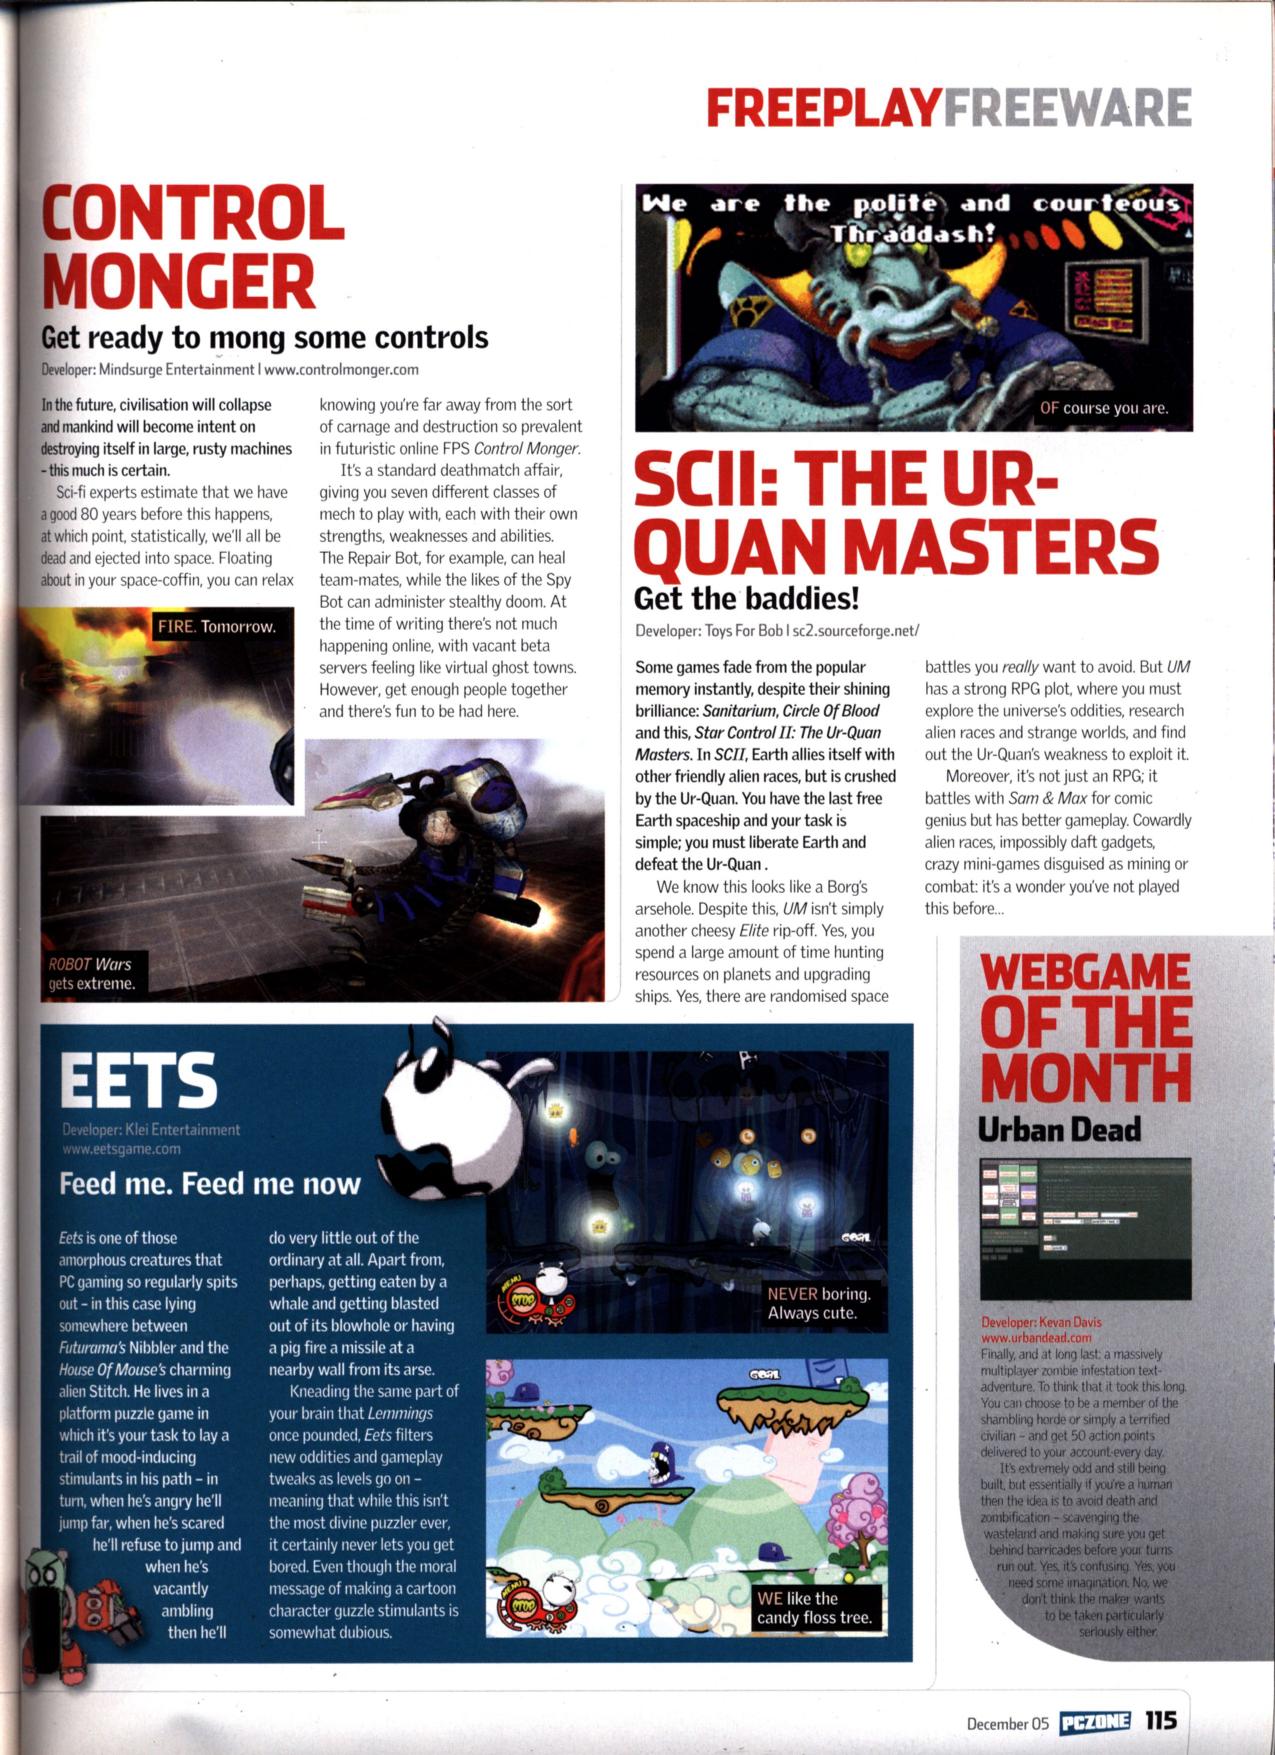 FREEPLAYFREEWARE
CONTROL
MONGER
Get ready to mong some controls
Developer: Mindsurge Entertainment | www.controlmonger.com
In the future, civilisation will collapse
and mankind will become intent on
destroying itself in large, rusty machines
- this much is certain.
Sci-fi experts estimate that we have
a good 80 years before this happens,
at which point, statistically, we'll all be
dead and ejected into space. Floating
about in your space-coffin, you can relax
knowing you're far away from the sort
of carnage and destruction so prevalent
in futuristic online FPS Control Monger.
It's a standard deathmatch affair,
giving you seven different classes of
mech to play with, each with their own
strengths, weaknesses and abilities.
The Repair Bot, for example, can heal
team-mates, while the likes of the Spy
Bot can administer stealthy doom. At
the time of writing there's not much
happening online, with vacant beta
servers feeling like virtual ghost towns.
However, get enough people together
and there's fun to be had here.
FIRE. Tomorrow.
ROBOT Wars
gets extreme.
We are the polite and courteous
Thraddash!
OF course you are.
SCII: THE UR-
QUAN MASTERS
Get the baddies!
Developer: Toys For Bob | sc2.sourceforge.net/
Some games fade from the popular
memory instantly, despite their shining
brilliance: Sanitarium, Circle Of Blood
and this, Star Control II: The Ur-Quan
Masters. In SCII, Earth allies itself with
other friendly alien races, but is crushed
by the Ur-Quan. You have the last free
Earth spaceship and your task is
simple; you must liberate Earth and
defeat the Ur-Quan .
We know this looks like a Borg's
arsehole. Despite this, UM isn't simply
another cheesy Elite rip-off. Yes, you
spend a large amount of time hunting
resources on planets and upgrading
ships. Yes, there are randomised space
battles you really want to avoid. But UM
has a strong RPG plot, where you must
explore the universe's oddities, research
alien races and strange worlds, and find
out the Ur-Quan's weakness to exploit it.
Moreover, it's not just an RPG; it
battles with Sam & Max for comic
genius but has better gameplay. Cowardly
alien races, impossibly daft gadgets,
crazy mini-games disguised as mining or
combat: it's a wonder you've not played
this before...
EETS
Developer: Klei Entertainment
www.eetsgame.com
Feed me. Feed me now
Eets is one of those
amorphous creatures that
PC gaming so regularly spits
out – in this case lying
somewhere between
Futurama's Nibbler and the
House Of Mouse's charming
alien Stitch. He lives in a
platform puzzle game in
which it's your task to lay a
trail of mood-inducing
stimulants in his path – in
turn, when he's angry he'll
jump far, when he's scared
he'll refuse to jump and
when he's
vacantly
ambling
then he'll
do very little out of the
ordinary at all. Apart from,
perhaps, getting eaten by a
whale and getting blasted
out of its blowhole or having
a pig fire a missile at a
nearby wall from its arse.
Kneading the same part of
your brain that Lemmings
once pounded, Eets filters
new oddities and gameplay
tweaks as levels go on –
meaning that while this isn't
the most divine puzzler ever,
it certainly never lets you get
bored. Even though the moral
message of making a cartoon
character guzzle stimulants is
somewhat dubious.
GOAL
MENU
NEVER boring.
Always cute.
GOAL
MENU
WE like the
candy floss tree.
WEBGAME
OF THE
MONTH
Urban Dead
Developer: Kevan Davis
www.urbandead.com
Finally, and at long last: a massively
multiplayer zombie infestation text-
adventure. To think that it took this long.
You can choose to be a member of the
shambling horde or simply a terrified
civilian – and get 50 action points
delivered to your account every day.
It's extremely odd and still being
built, but essentially if you're a human
then the idea is to avoid death and
zombification – scavenging the
wasteland and making sure you get
behind barricades before your turns
run out. Yes, it's confusing. Yes, you
need some imagination. No, we
don't think the maker wants
to be taken particularly
seriously either.
December 05 PCZONE 115